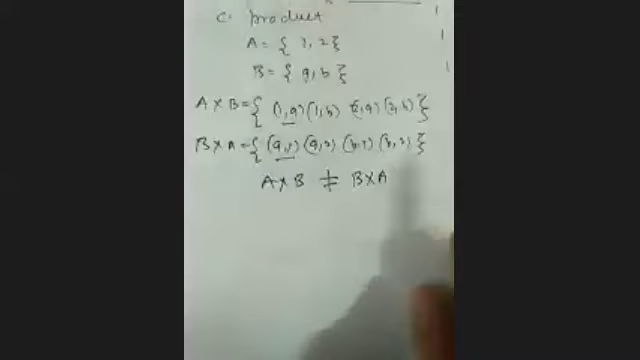 C. product
A = { 1, 2 }
B = { a, b }
A × B = { (1, a) (1, b) (2, a) (2, b) }
B × A = { (a, 1) (a, 2) (b, 1) (b, 2) }
A × B ≠ B × A